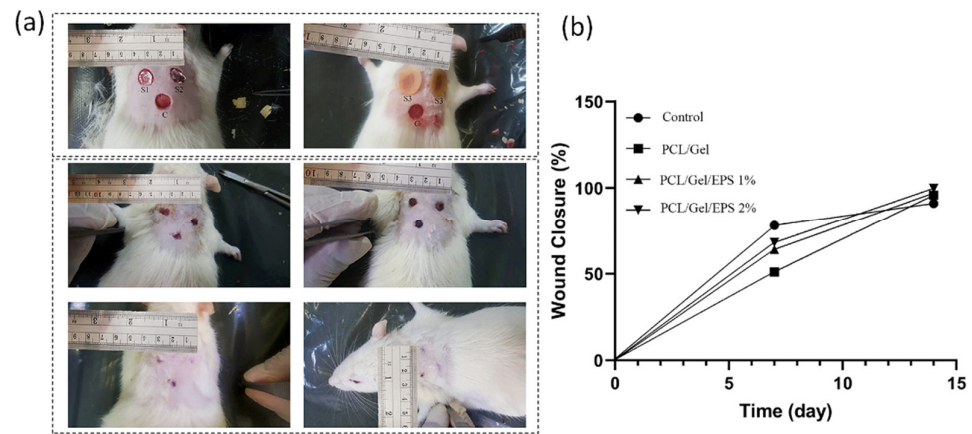 (a)
S1 S2
C
S3 S3
C
(b)
150
100
50
0
Wound Closure (%)
Control
PCL/Gel
PCL/Gel/EPS 1%
PCL/Gel/EPS 2%
0 5 10 15
Time (day)